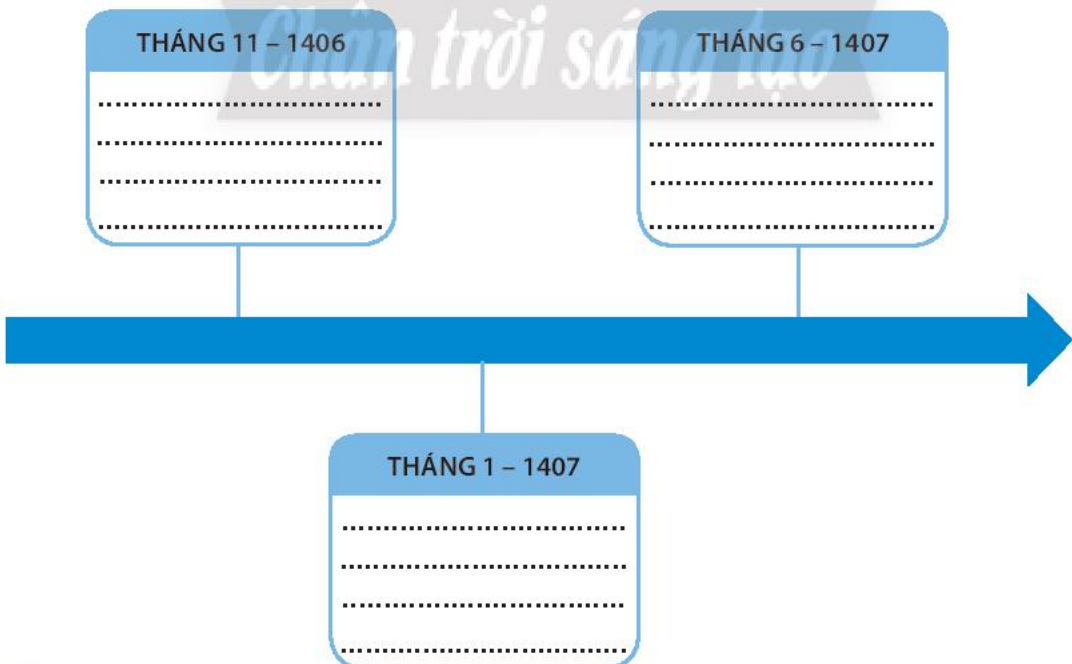 Chân trời sáng tạo
THÁNG 11 – 1406
THÁNG 6 – 1407
THÁNG 1 – 1407